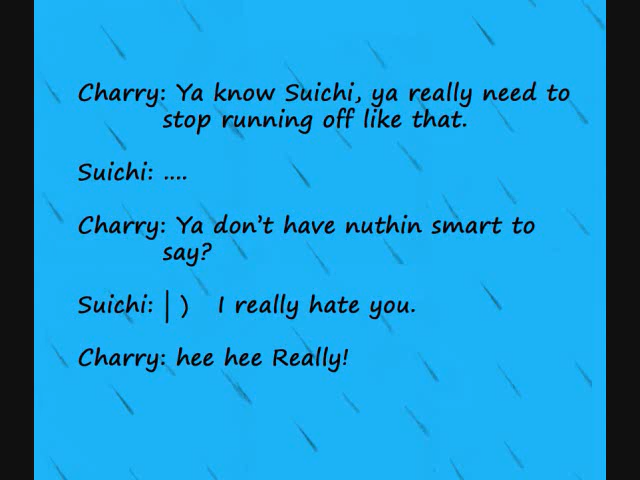 Charry: Ya know Suichi, ya really need to
stop running off like that.
Suichi: ....
Charry: Ya don't have nuthin smart to
say?
Suichi: | ) I really hate you.
Charry: hee hee Really!